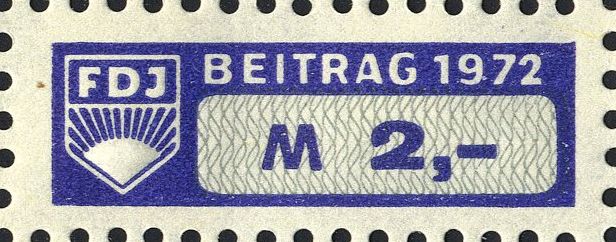 FDJ
BEITRAG 1972
M 2,-